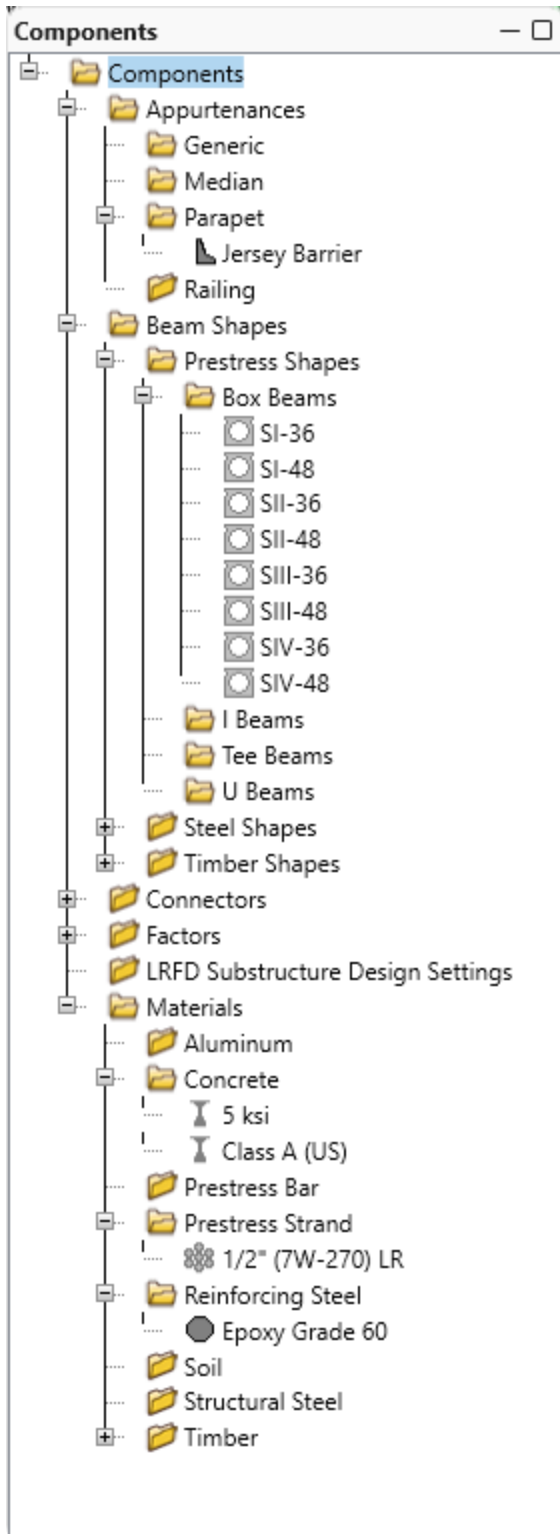 Components
Components
Appurtenances
Generic
Median
Parapet
Jersey Barrier
Railing
Beam Shapes
Prestress Shapes
Box Beams
SI-36
SI-48
SII-36
SII-48
SIII-36
SIII-48
SIV-36
SIV-48
I Beams
Tee Beams
U Beams
Steel Shapes
Timber Shapes
Connectors
Factors
LRFD Substructure Design Settings
Materials
Aluminum
Concrete
5 ksi
Class A (US)
Prestress Bar
Prestress Strand
1/2" (7W-270) LR
Reinforcing Steel
Epoxy Grade 60
Soil
Structural Steel
Timber